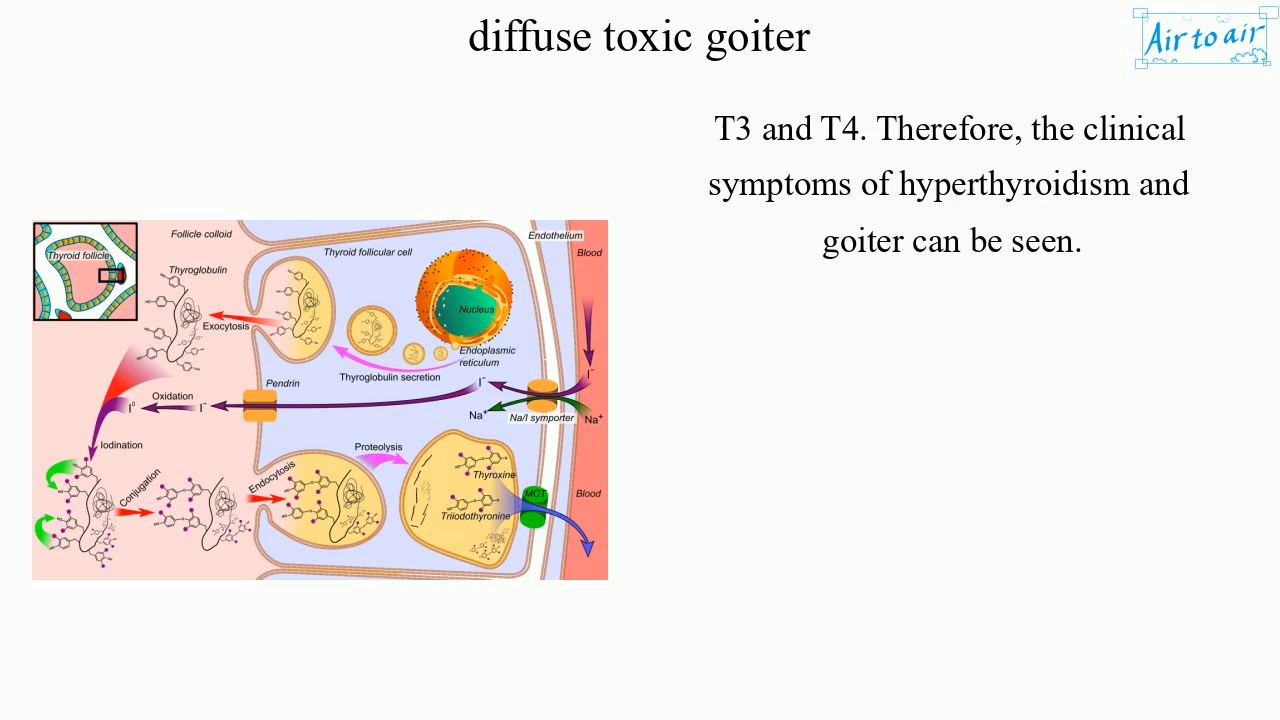 diffuse toxic goiter
Air to air
T3 and T4. Therefore, the clinical
symptoms of hyperthyroidism and
goiter can be seen.
Follicle colloid
Thyroid follicular cell
Endothelium
Blood
Thyroid follicle
Thyroglobulin
Nucleus
Exocytosis
Endoplasmic
reticulum
Thyroglobulin secretion
I⁻
Pendrin
I⁻
Oxidation
I⁰
I⁻
Na⁺
Na/I symporter
Na⁺
Iodination
Proteolysis
Conjugation
Endocytosis
Thyroxine
MCT
Blood
Triiodothyronine